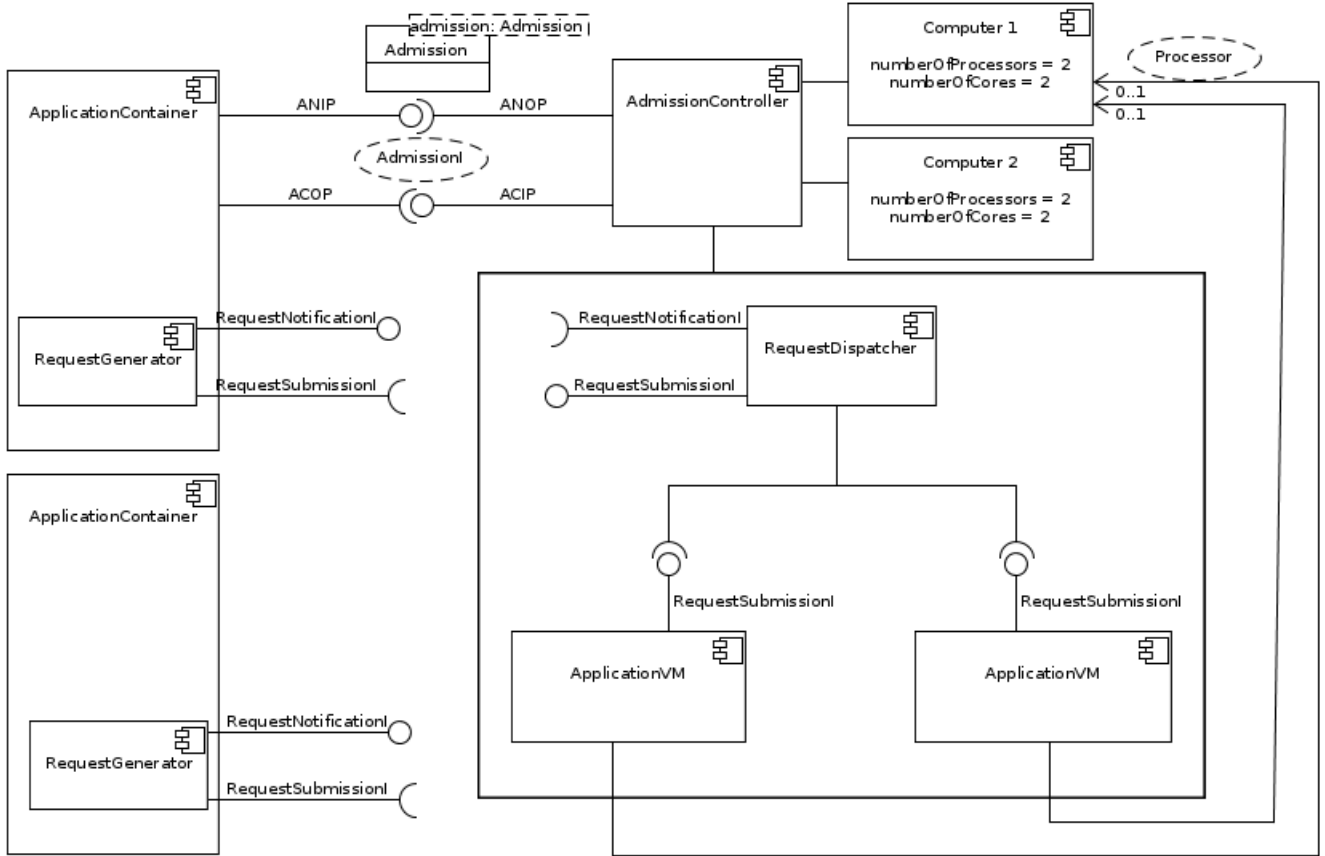 admission: Admission
Admission
ApplicationContainer
ANIP
ANOP
AdmissionI
ACOP
ACIP
AdmissionController
Computer 1
numberOfProcessors = 2
numberOfCores = 2
Processor
0..1
0..1
Computer 2
numberOfProcessors = 2
numberOfCores = 2
RequestNotificationI
RequestGenerator
RequestSubmissionI
RequestNotificationI
RequestDispatcher
RequestSubmissionI
ApplicationContainer
RequestSubmissionI
RequestSubmissionI
ApplicationVM
ApplicationVM
RequestNotificationI
RequestGenerator
RequestSubmissionI